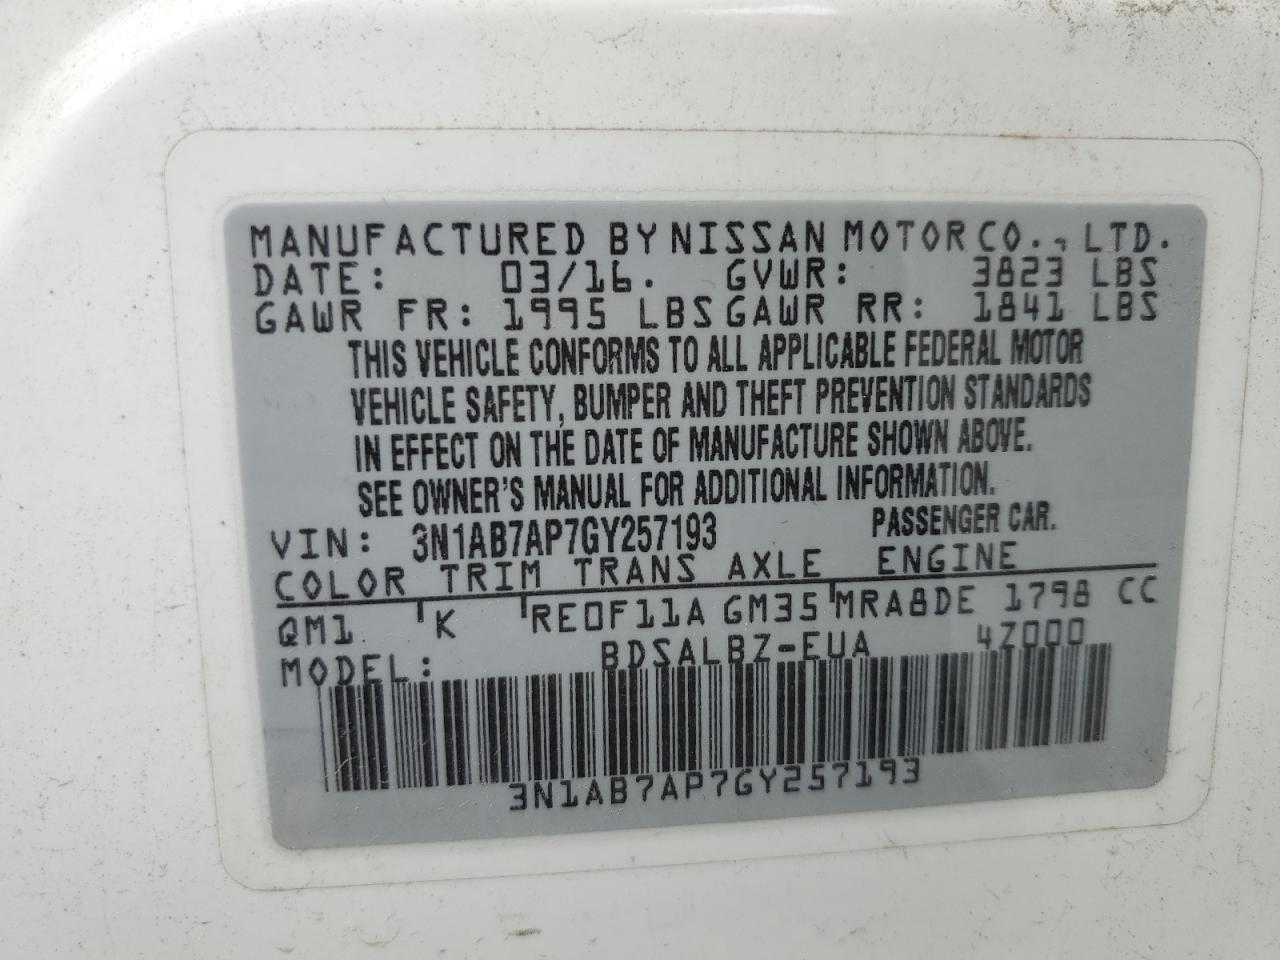 MANUFACTURED BY NISSAN MOTOR CO., LTD.
DATE: 03/16. GVWR: 3823 LBS
GAWR FR: 1995 LBS GAWR RR: 1841 LBS
THIS VEHICLE CONFORMS TO ALL APPLICABLE FEDERAL MOTOR
VEHICLE SAFETY, BUMPER AND THEFT PREVENTION STANDARDS
IN EFFECT ON THE DATE OF MANUFACTURE SHOWN ABOVE.
SEE OWNER'S MANUAL FOR ADDITIONAL INFORMATION.
VIN: 3N1AB7AP7GY257193 PASSENGER CAR.
COLOR TRIM TRANS AXLE ENGINE
QM1 K RE0F11A GM35 MRA8DE 1798 CC
MODEL: BDSALBZ-EUA 4Z000
3N1AB7AP7GY257193